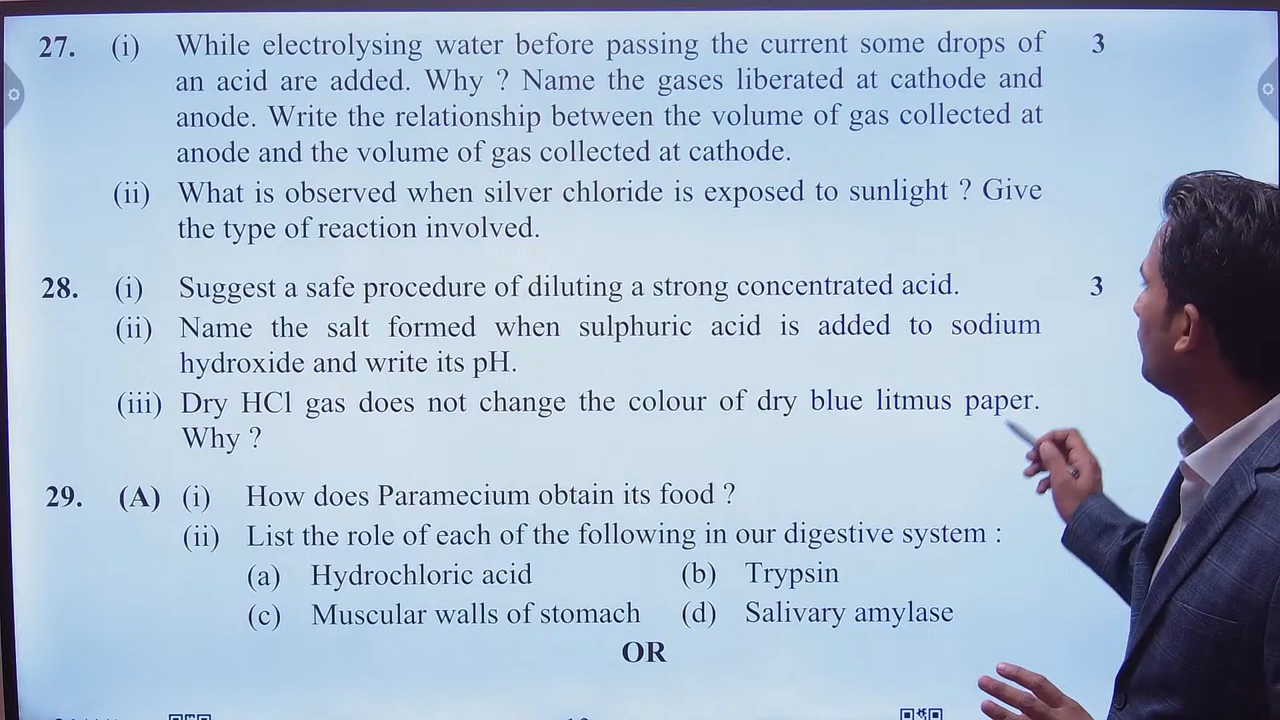 27. (i) While electrolysing water before passing the current some drops of 3
an acid are added. Why ? Name the gases liberated at cathode and
anode. Write the relationship between the volume of gas collected at
anode and the volume of gas collected at cathode.
(ii) What is observed when silver chloride is exposed to sunlight ? Give
the type of reaction involved.
28. (i) Suggest a safe procedure of diluting a strong concentrated acid. 3
(ii) Name the salt formed when sulphuric acid is added to sodium
hydroxide and write its pH.
(iii) Dry HCl gas does not change the colour of dry blue litmus paper.
Why ?
29. (A) (i) How does Paramecium obtain its food ?
(ii) List the role of each of the following in our digestive system :
(a) Hydrochloric acid (b) Trypsin
(c) Muscular walls of stomach (d) Salivary amylase
OR